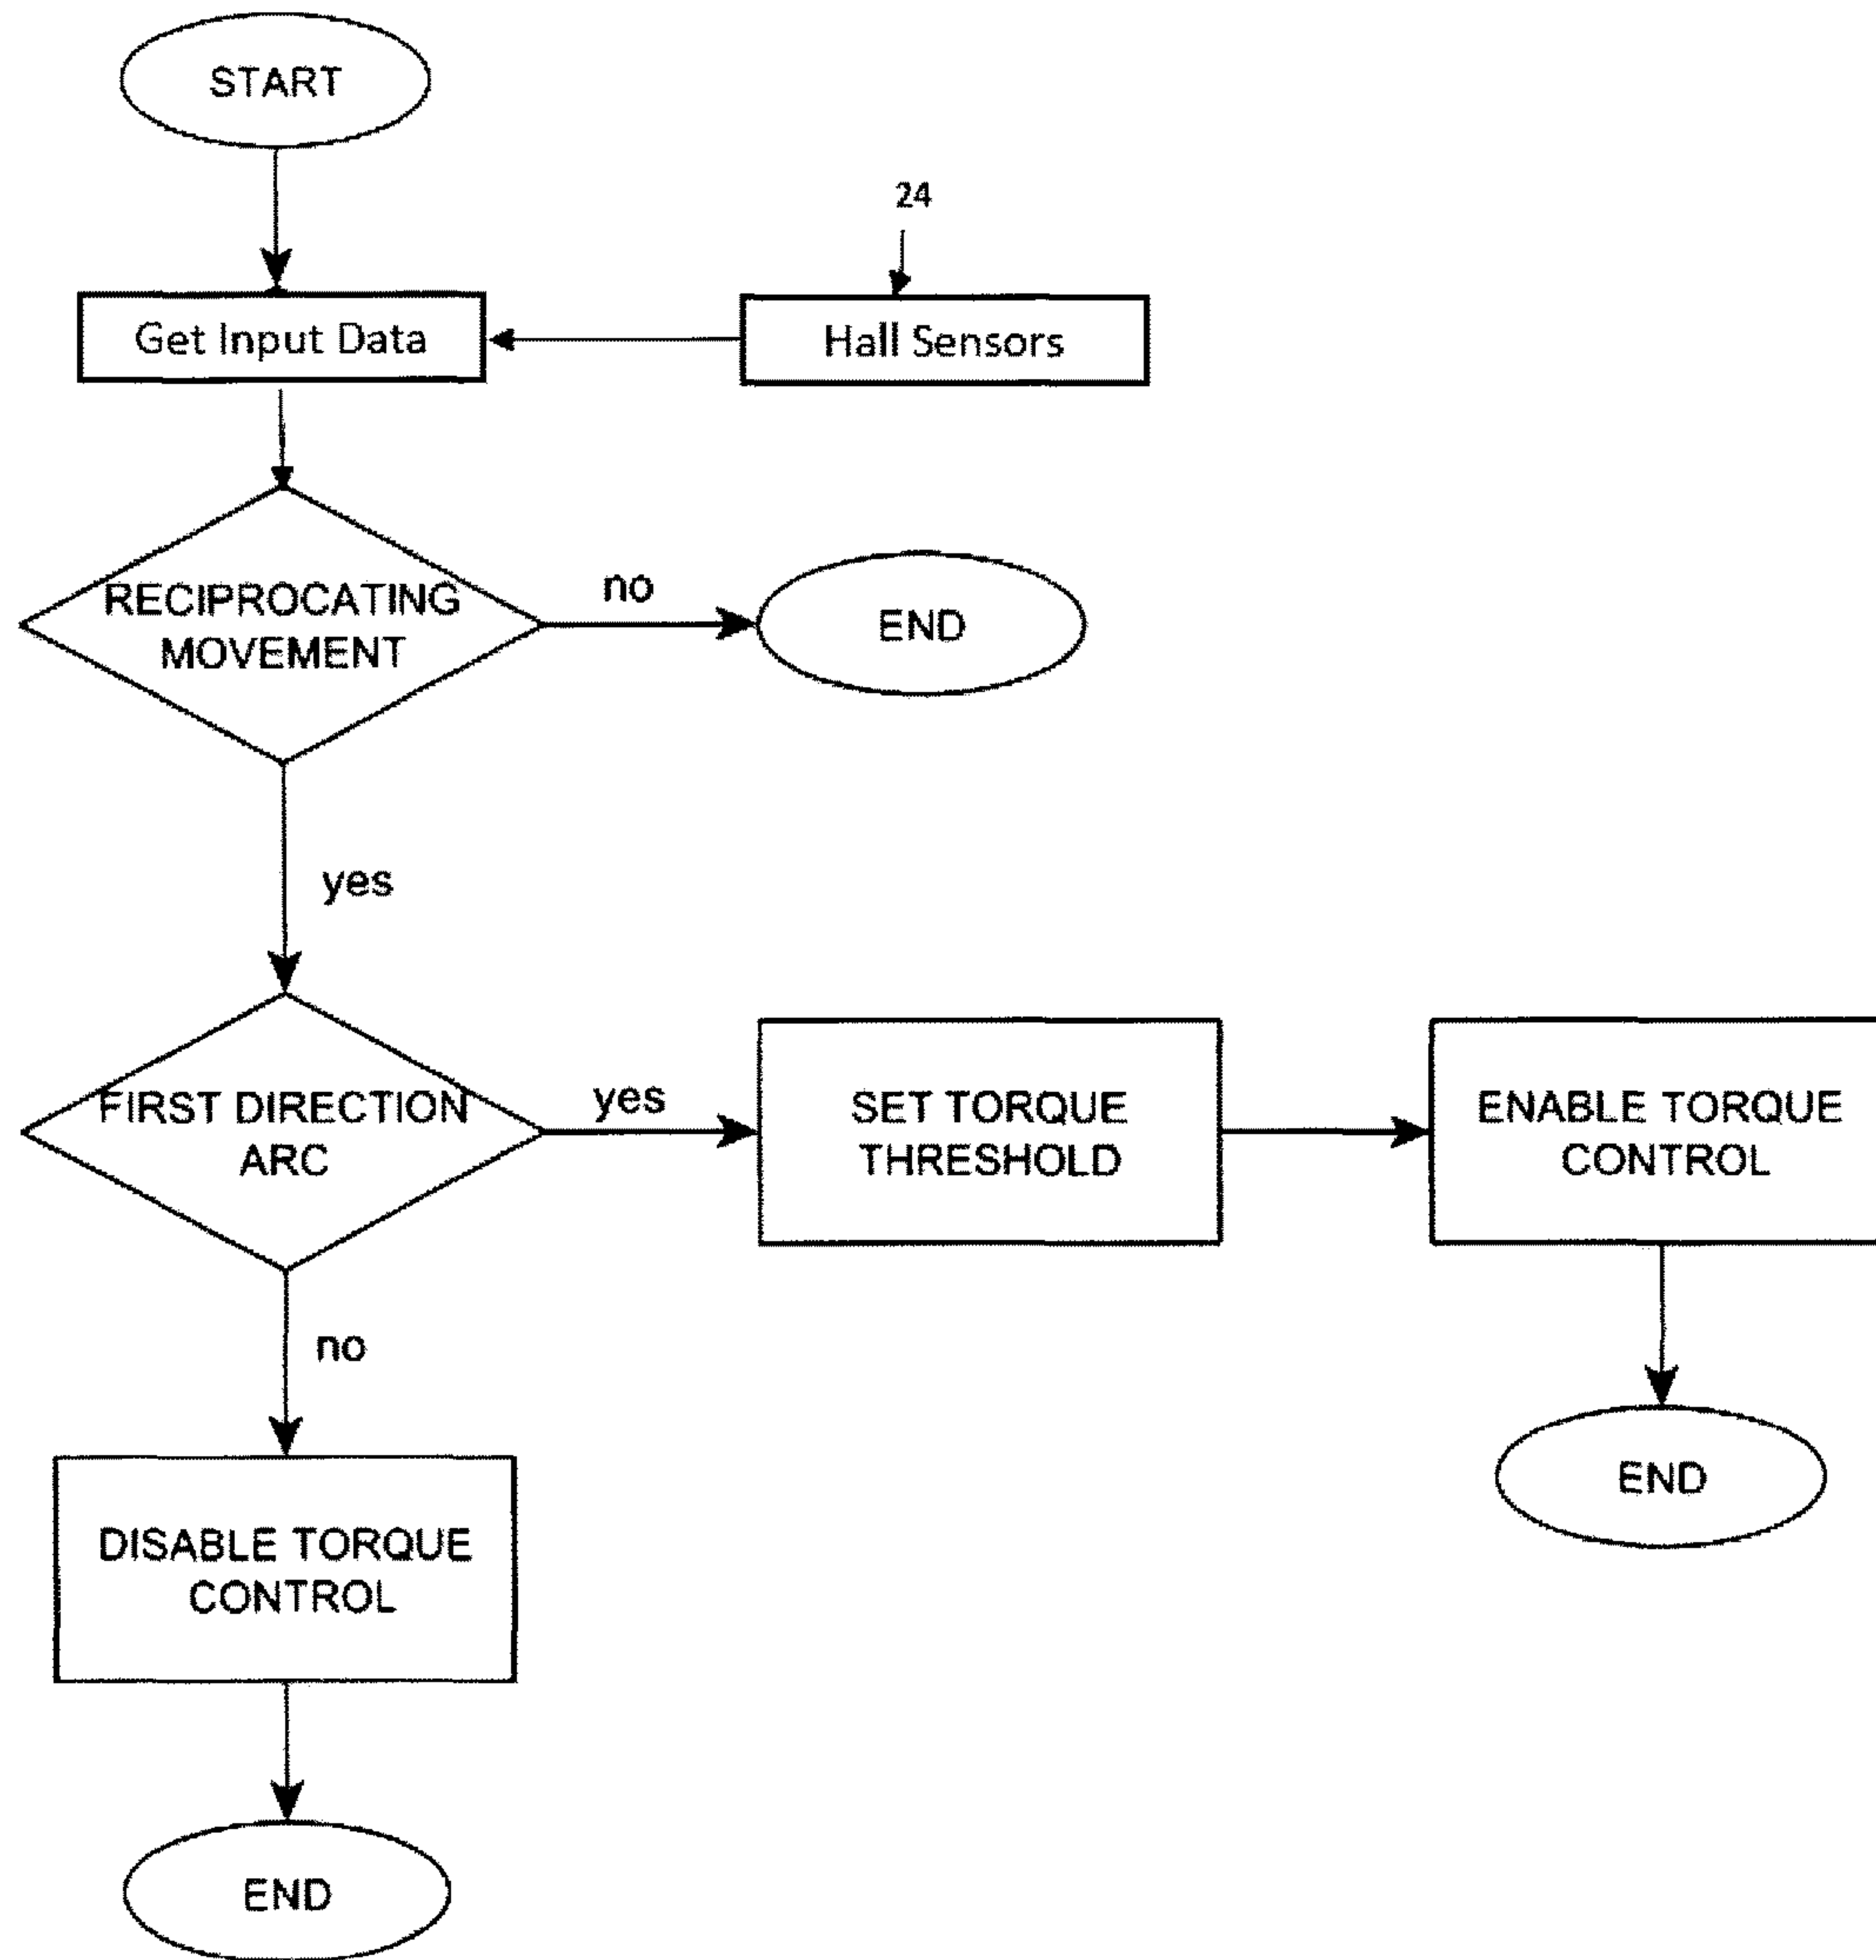 START
24
Get Input Data
Hall Sensors
RECIPROCATING
MOVEMENT
no
END
yes
FIRST DIRECTION
ARC
yes
SET TORQUE
THRESHOLD
ENABLE TORQUE
CONTROL
no
END
DISABLE TORQUE
CONTROL
END